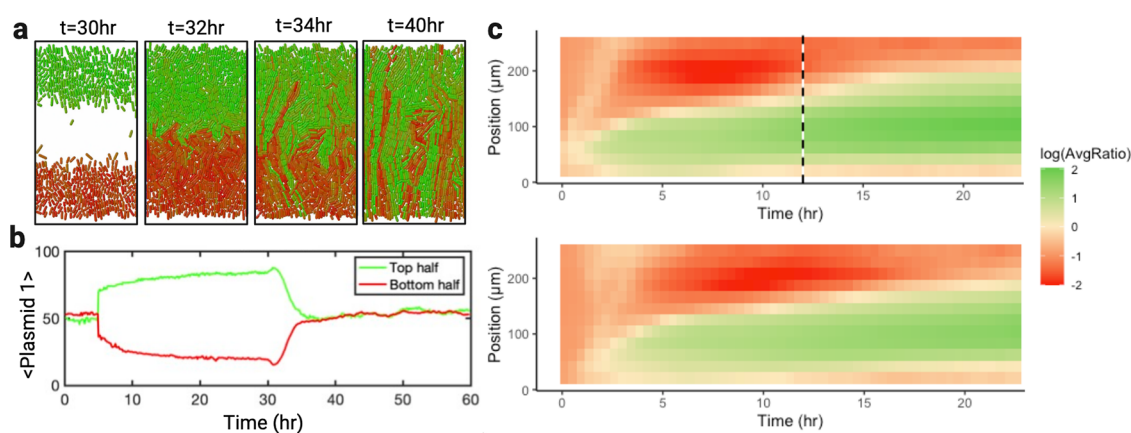 a
t=30hr t=32hr t=34hr t=40hr
b
100
50
0
<Plasmid 1>
Top half
Bottom half
0 10 20 30 40 50 60
Time (hr)
c
200
100
0
Position (μm)
0 5 10 15 20
Time (hr)
200
100
0
Position (μm)
0 5 10 15 20
Time (hr)
log(AvgRatio)
2
1
0
-1
-2